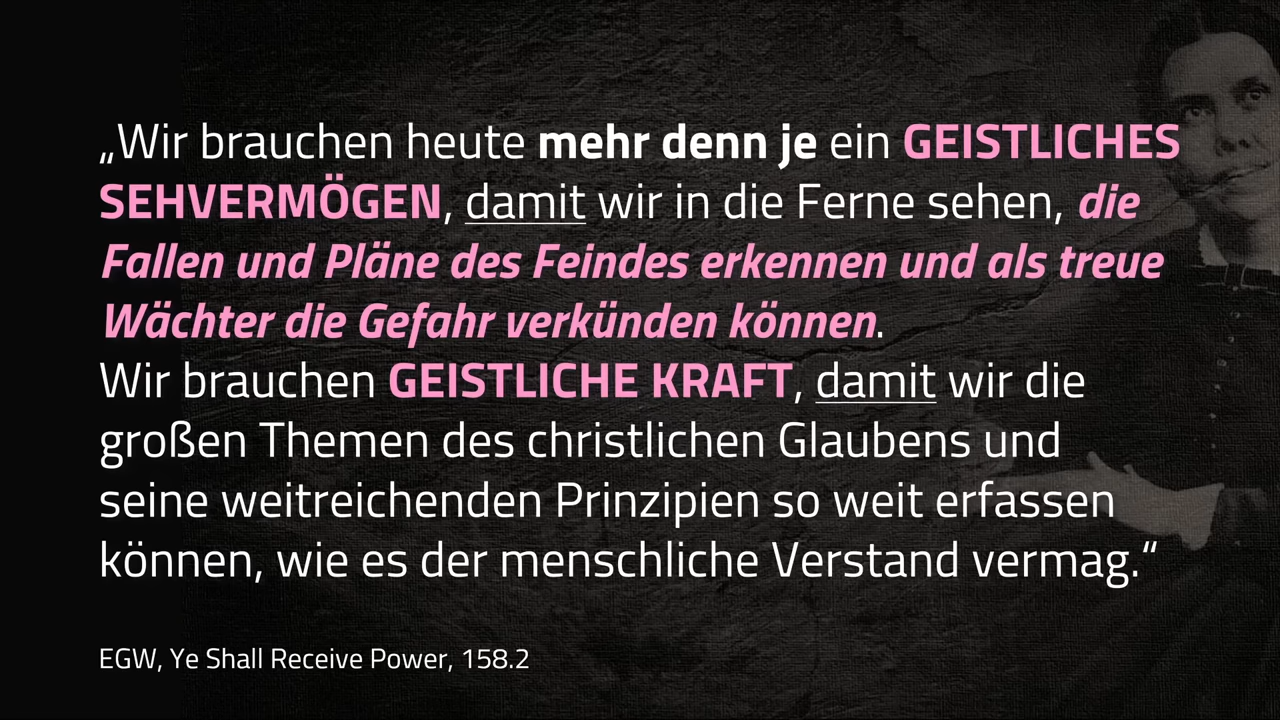 „Wir brauchen heute mehr denn je ein GEISTLICHES
SEHVERMÖGEN, damit wir in die Ferne sehen, die
Fallen und Pläne des Feindes erkennen und als treue
Wächter die Gefahr verkünden können.
Wir brauchen GEISTLICHE KRAFT, damit wir die
großen Themen des christlichen Glaubens und
seine weitreichenden Prinzipien so weit erfassen
können, wie es der menschliche Verstand vermag.“
EGW, Ye Shall Receive Power, 158.2